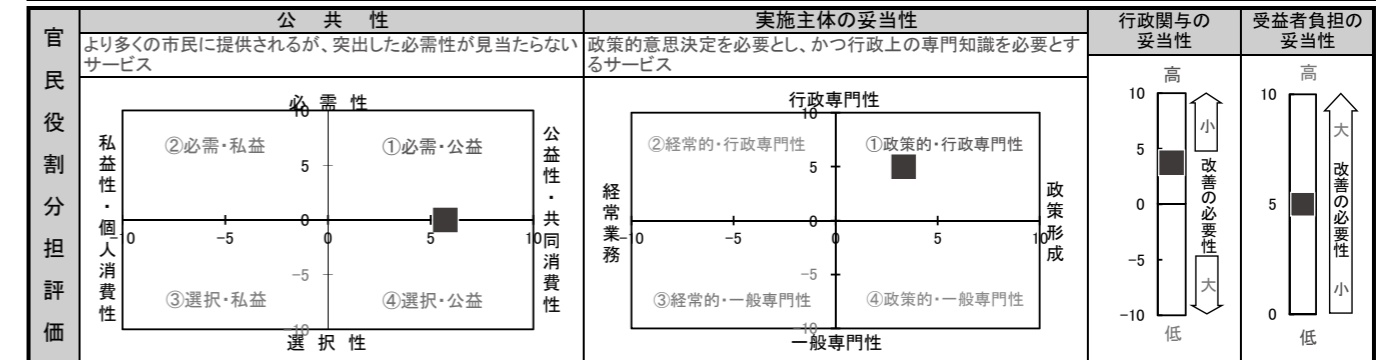 官民役割分担評価
公 共 性
より多くの市民に提供されるが、突出した必需性が見当たらない
サービス
必 需 性
10
②必需・私益
①必需・公益
5
私益性・個人消費性
公益性・共同消費性
0
-10
-5
0
5
10
-5
③選択・私益
④選択・公益
-10
選 択 性
実施主体の妥当性
政策的意思決定を必要とし、かつ行政上の専門知識を必要とす
るサービス
行政専門性
10
②経常的・行政専門性
①政策的・行政専門性
5
経常業務
政策形成
0
-10
-5
0
5
10
-5
③経常的・一般専門性
④政策的・一般専門性
-10
一般専門性
行政関与の
妥当性
高
10
5
0
-5
-10
小
改善の必要性
大
低
受益者負担の
妥当性
高
10
5
0
大
改善の必要性
小
低